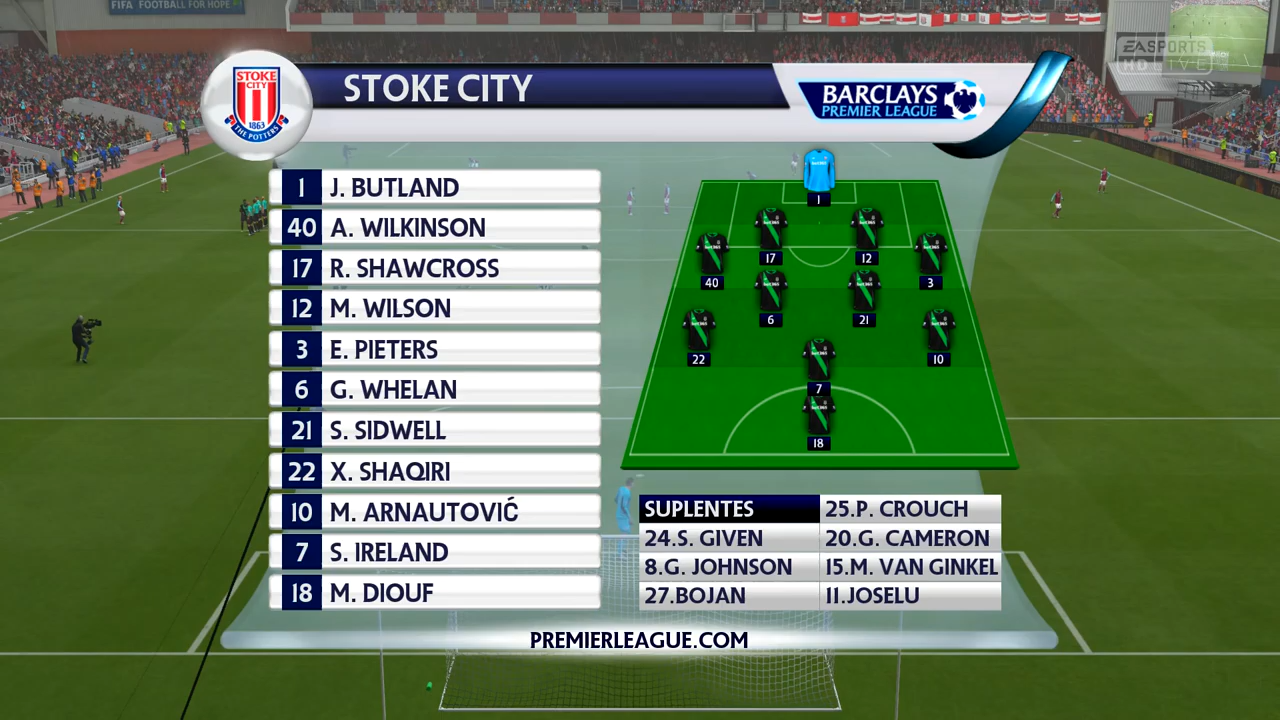 FIFA FOOTBALL FOR HOPE
EA SPORTS
HD TVE
STOKE CITY
STOKE
CITY
1863
THE POTTERS
BARCLAYS
PREMIER LEAGUE
1 J. BUTLAND
40 A. WILKINSON
17 R. SHAWCROSS
12 M. WILSON
3 E. PIETERS
6 G. WHELAN
21 S. SIDWELL
22 X. SHAQIRI
10 M. ARNAUTOVIĆ
7 S. IRELAND
18 M. DIOUF
1
17 12
40 3
6 21
22 10
7
18
SUPLENTES 25.P. CROUCH
24.S. GIVEN 20.G. CAMERON
8.G. JOHNSON 15.M. VAN GINKEL
27.BOJAN 11.JOSELU
PREMIERLEAGUE.COM